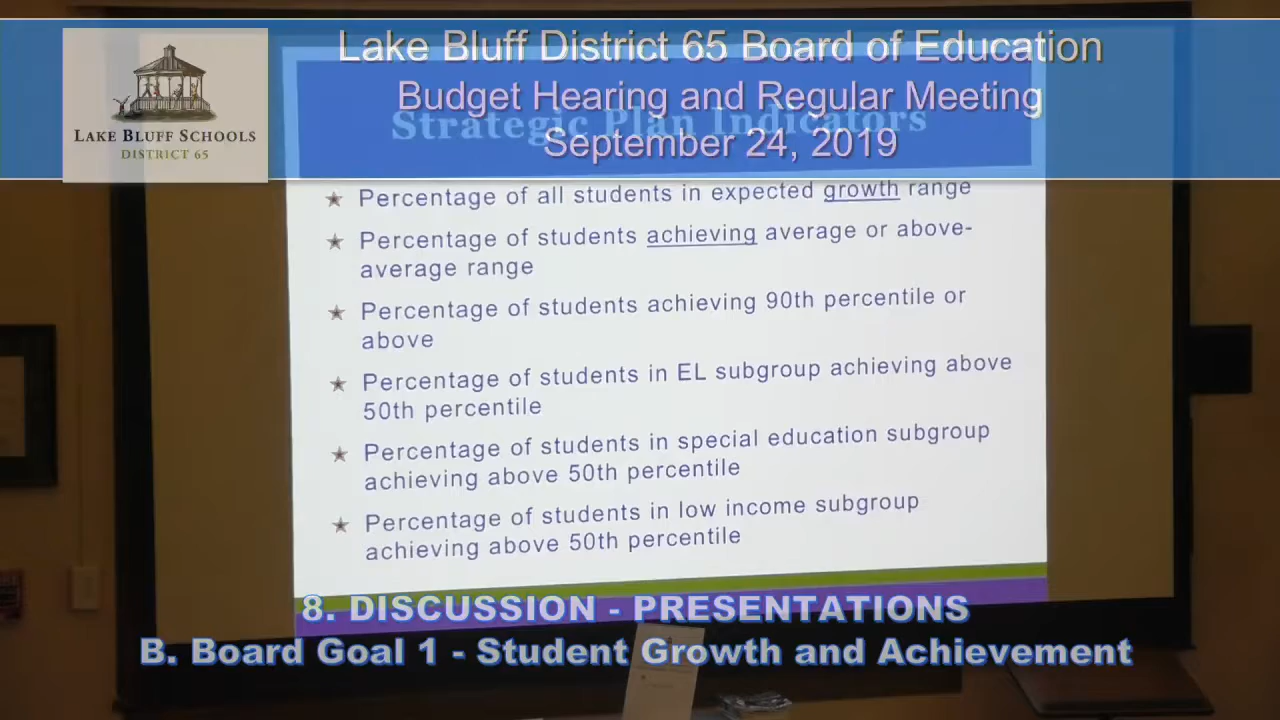 Lake Bluff District 65 Board of Education
Budget Hearing and Regular Meeting
September 24, 2019
LAKE BLUFF SCHOOLS
DISTRICT 65
Strategic Plan Indicators
Percentage of all students in expected growth range
Percentage of students achieving average or above-
average range
Percentage of students achieving 90th percentile or
above
Percentage of students in EL subgroup achieving above
50th percentile
Percentage of students in special education subgroup
achieving above 50th percentile
Percentage of students in low income subgroup
achieving above 50th percentile
8. DISCUSSION - PRESENTATIONS
B. Board Goal 1 - Student Growth and Achievement